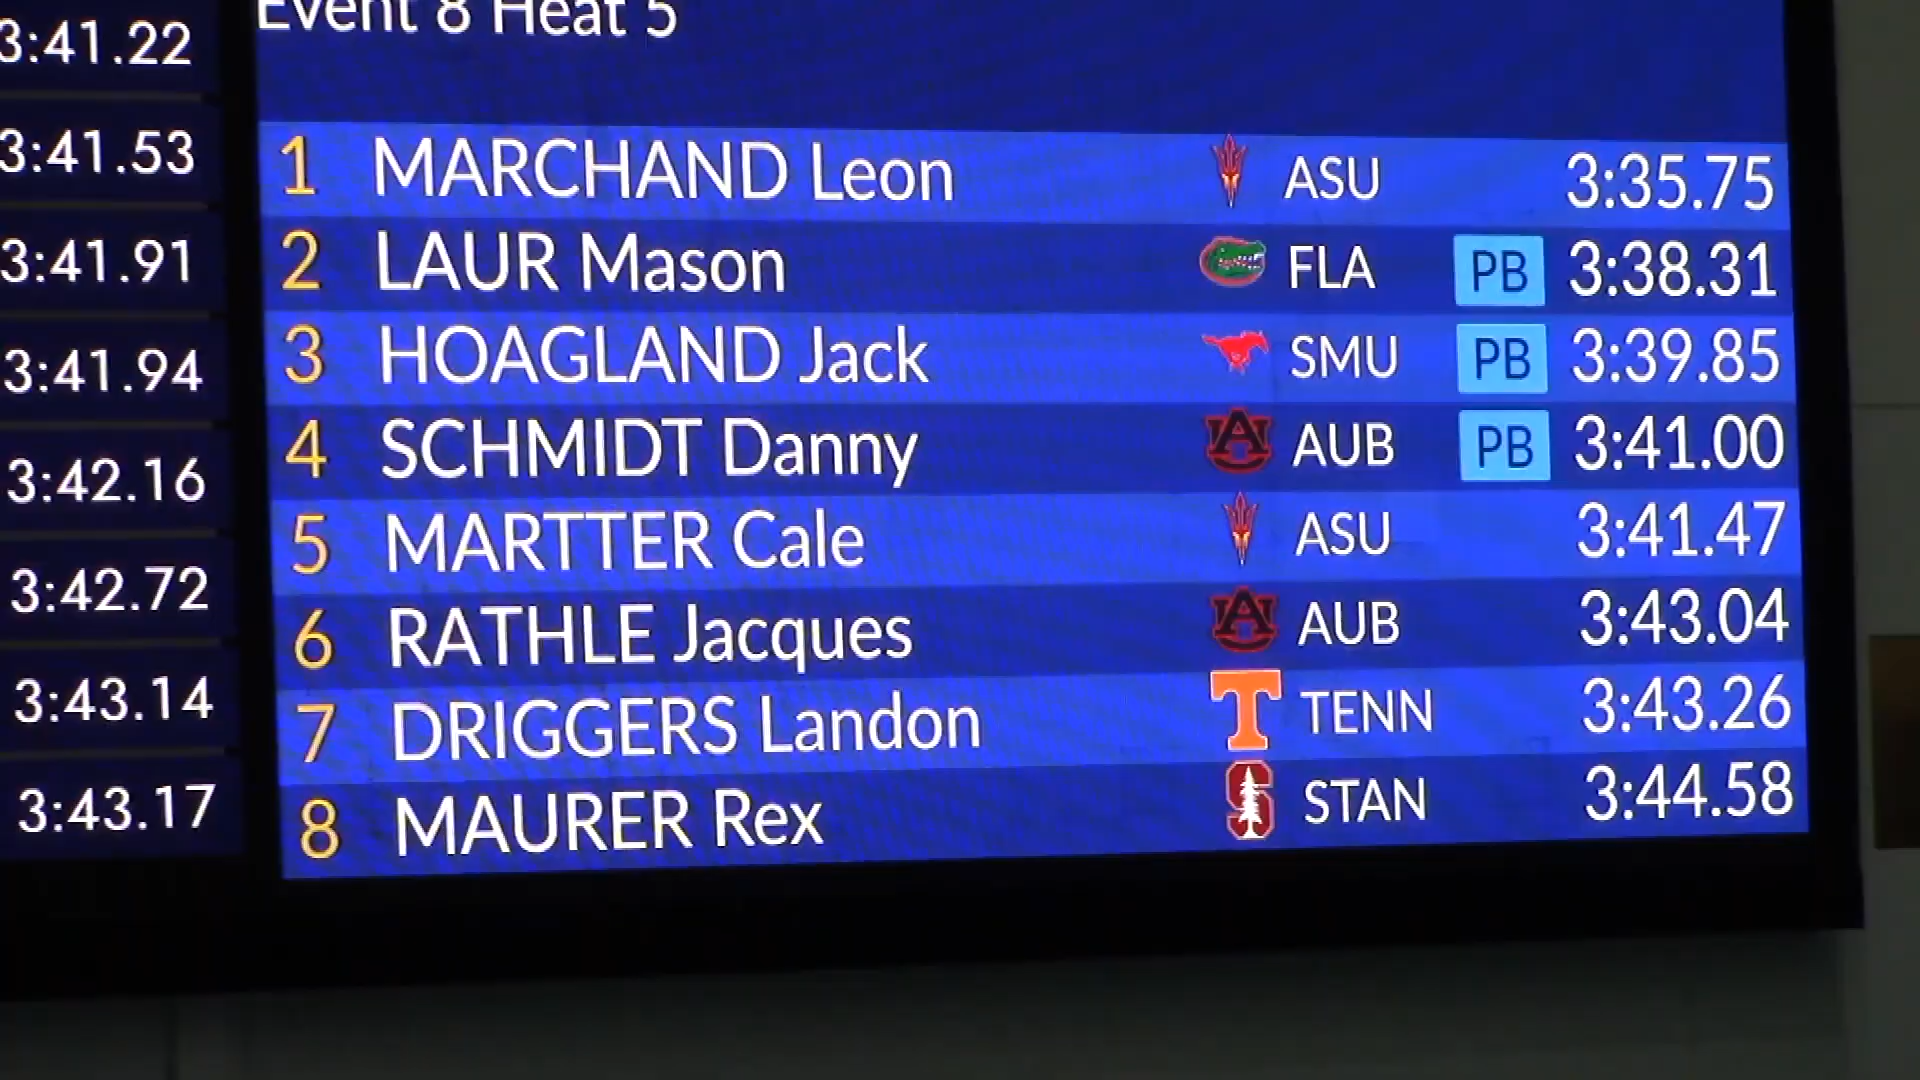 Event 8 Heat 5
1 MARCHAND Leon ASU 3:35.75
2 LAUR Mason FLA PB 3:38.31
3 HOAGLAND Jack SMU PB 3:39.85
4 SCHMIDT Danny AUB PB 3:41.00
5 MARTTER Cale ASU 3:41.47
6 RATHLE Jacques AUB 3:43.04
7 DRIGGERS Landon T TENN 3:43.26
8 MAURER Rex S STAN 3:44.58
3:41.22
3:41.53
3:41.91
3:41.94
3:42.16
3:42.72
3:43.14
3:43.17